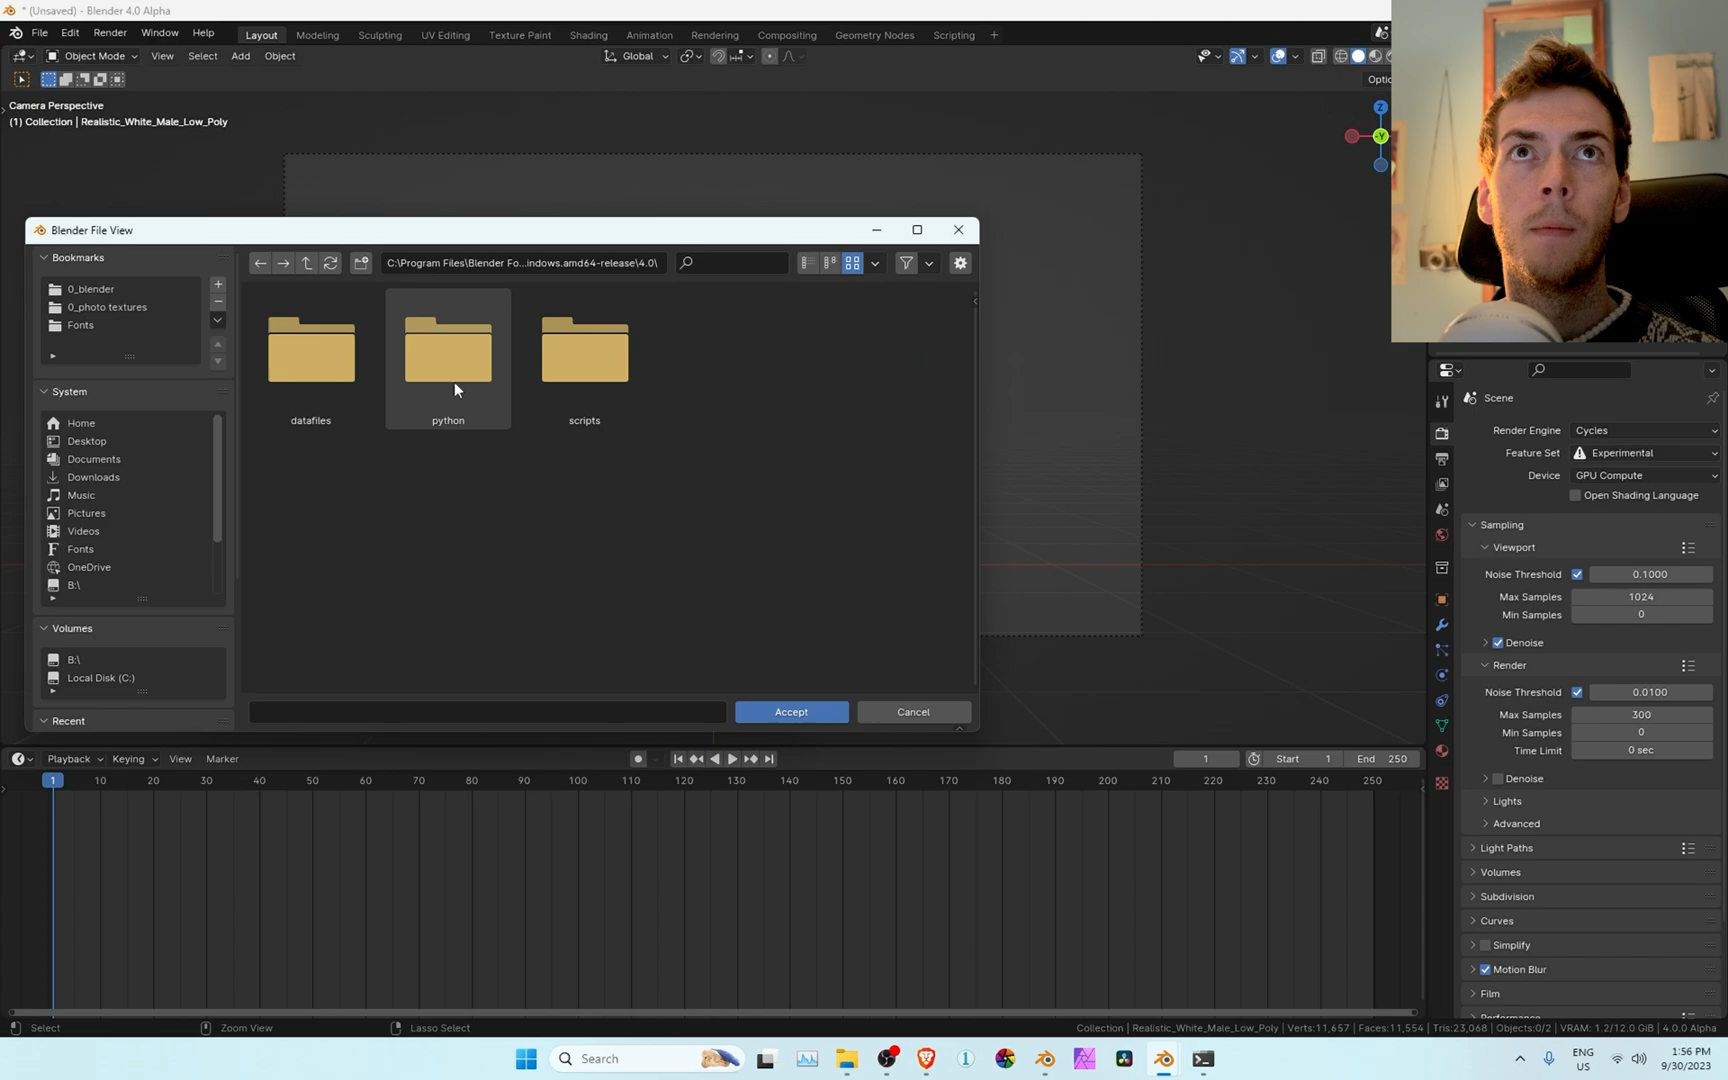 * (Unsaved) - Blender 4.0 Alpha
File Edit Render Window Help Layout Modeling Sculpting UV Editing Texture Paint Shading Animation Rendering Compositing Geometry Nodes Scripting +
Object Mode View Select Add Object Global
Optic
Camera Perspective
(1) Collection | Realistic_White_Male_Low_Poly
Z
-Y
Blender File View
Bookmarks
0_blender
0_photo textures
Fonts
System
Home
Desktop
Documents
Downloads
Music
Pictures
Videos
F Fonts
OneDrive
B:\
Volumes
B:\
Local Disk (C:)
Recent
C:\Program Files\Blender Fo...indows.amd64-release\4.0\
datafiles python scripts
Accept Cancel
Scene
Render Engine Cycles
Feature Set Experimental
Device GPU Compute
Open Shading Language
Sampling
Viewport
Noise Threshold 0.1000
Max Samples 1024
Min Samples 0
Denoise
Render
Noise Threshold 0.0100
Max Samples 300
Min Samples 0
Time Limit 0 sec
Denoise
Lights
Advanced
Light Paths
Volumes
Subdivision
Curves
Simplify
Motion Blur
Film
Performance
Playback Keying View Marker 1 Start 1 End 250
1 10 20 30 40 50 60 70 80 90 100 110 120 130 140 150 160 170 180 190 200 210 220 230 240 250
Select Zoom View Lasso Select Collection | Realistic_White_Male_Low_Poly | Verts:11,657 | Faces:11,554 | Tris:23,068 | Objects:0/2 | VRAM: 1.2/12.0 GiB | 4.0.0 Alpha
Search
ENG
US
1:56 PM
9/30/2023